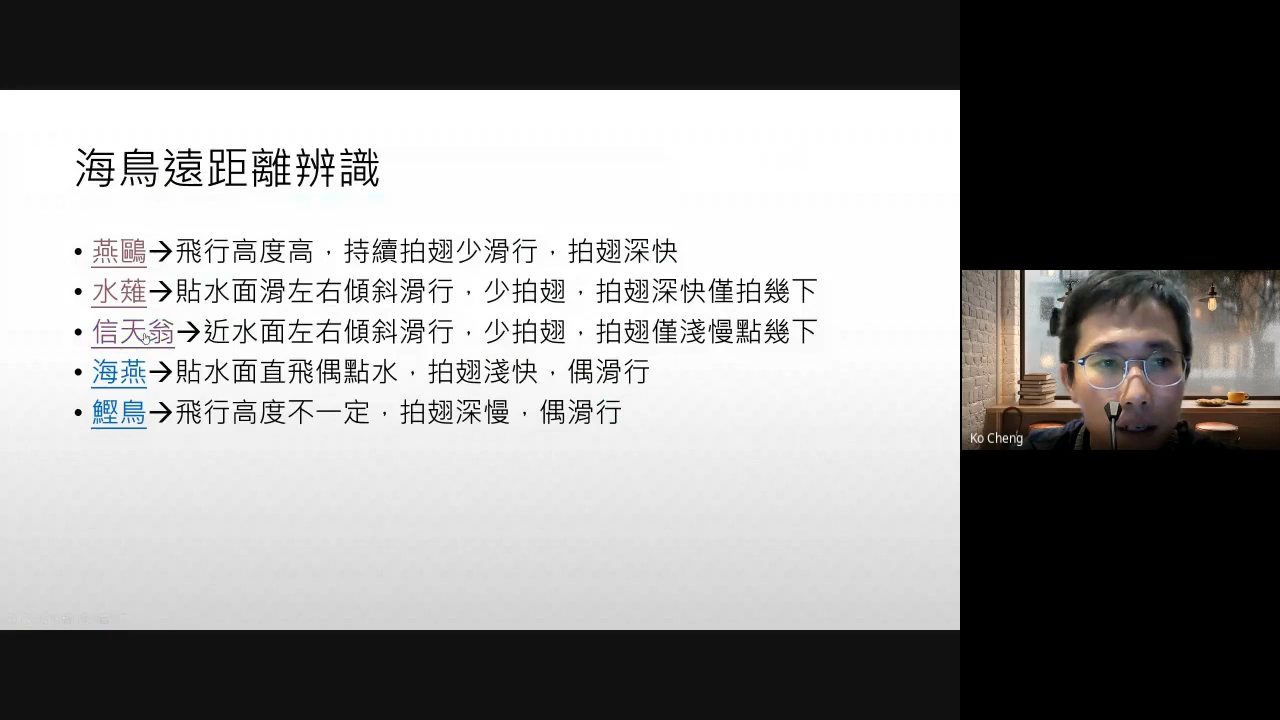 海鳥遠距離辨識
• 燕鷗→飛行高度高，持續拍翅少滑行，拍翅深快
• 水薙→貼水面滑左右傾斜滑行，少拍翅，拍翅深快僅拍幾下
• 信天翁→近水面左右傾斜滑行，少拍翅，拍翅僅淺慢點幾下
• 海燕→貼水面直飛偶點水，拍翅淺快，偶滑行
• 鰹鳥→飛行高度不一定，拍翅深慢，偶滑行
Ko Cheng